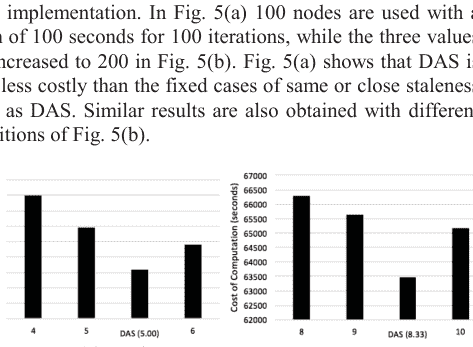 implementation. In Fig. 5(a) 100 nodes are used with a
of 100 seconds for 100 iterations, while the three values
increased to 200 in Fig. 5(b). Fig. 5(a) shows that DAS is
less costly than the fixed cases of same or close staleness
as DAS. Similar results are also obtained with different
of Fig. 5(b).
4 5 DAS (5.00) 6
Cost of Computation (seconds)
67000
66500
66000
65500
65000
64500
64000
63500
63000
62500
62000
8 9 DAS (8.33) 10